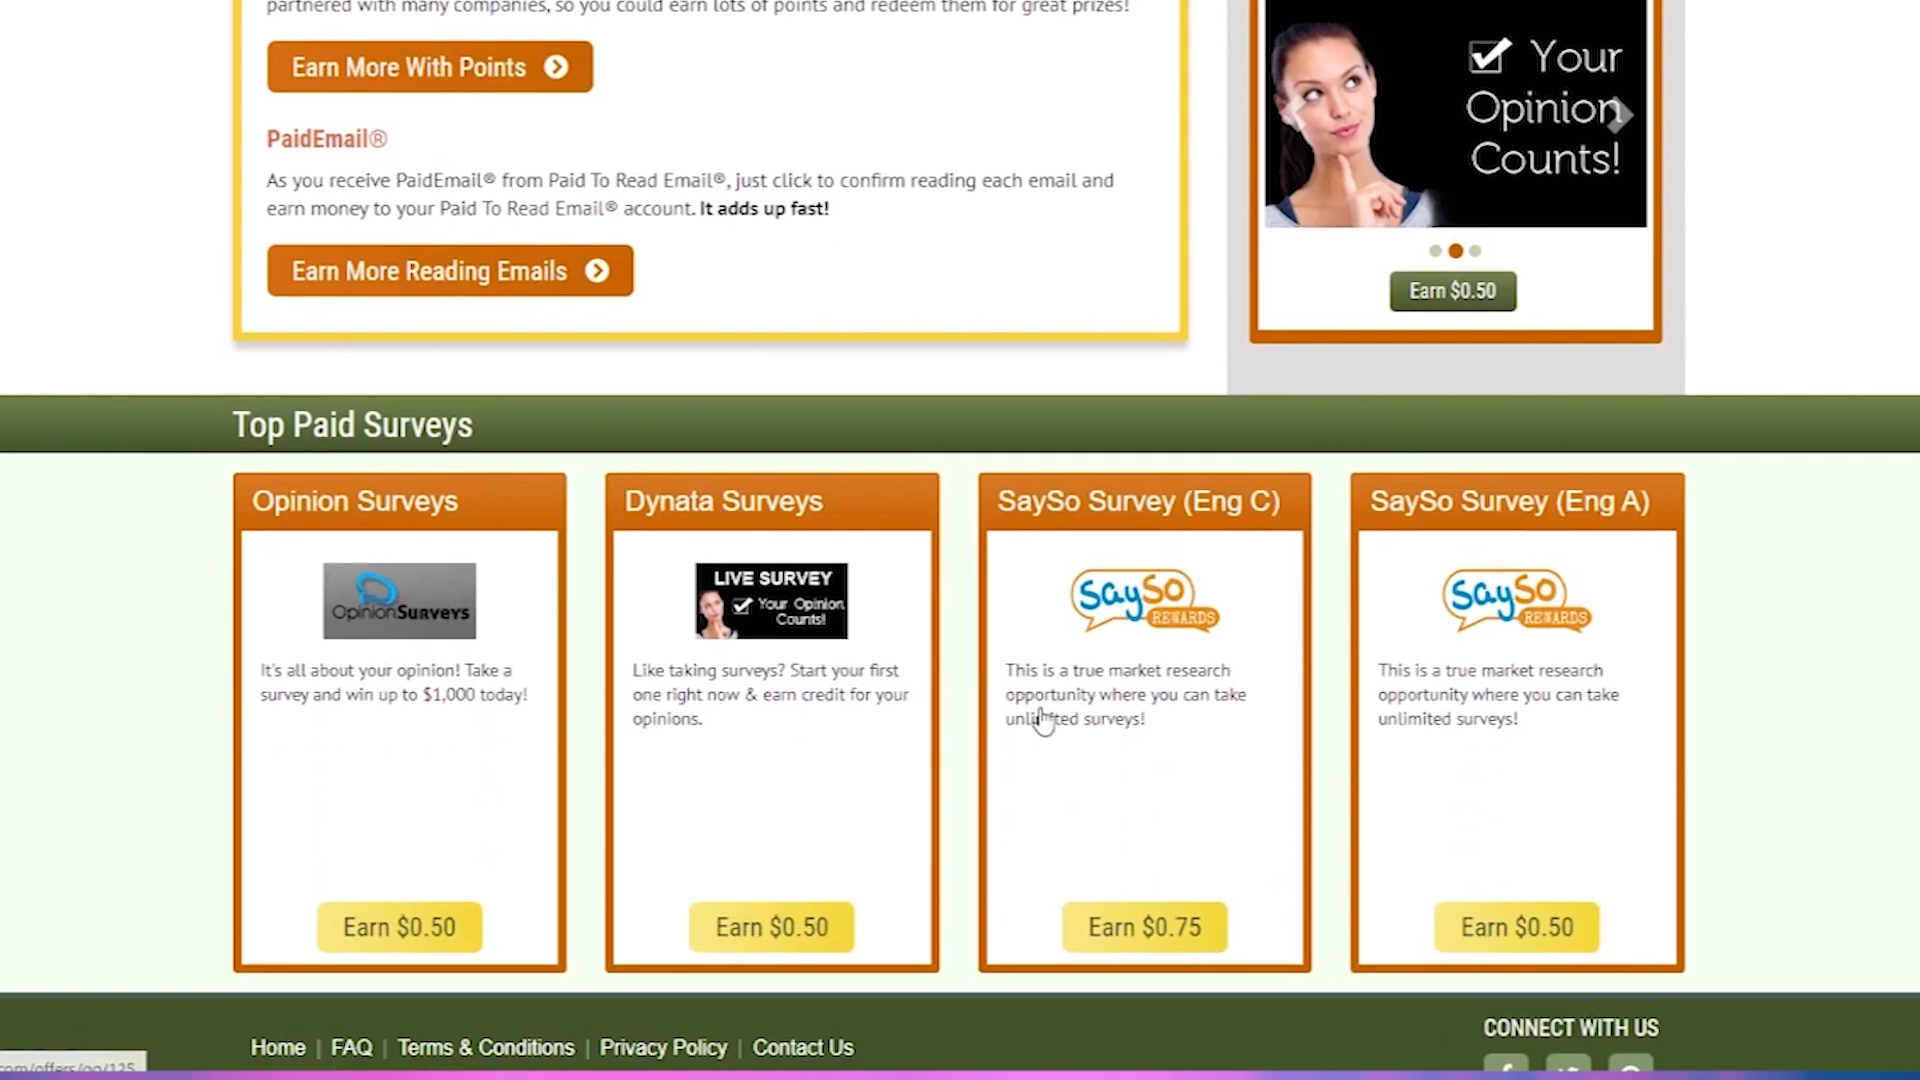 partnered with many companies, so you could earn lots of points and redeem them for great prizes!
Earn More With Points
PaidEmail®
As you receive PaidEmail® from Paid To Read Email®, just click to confirm reading each email and
earn money to your Paid To Read Email® account. It adds up fast!
Earn More Reading Emails
Your
Opinion
Counts!
Earn $0.50
Top Paid Surveys
Opinion Surveys
OpinionSurveys
It's all about your opinion! Take a
survey and win up to $1,000 today!
Earn $0.50
Dynata Surveys
LIVE SURVEY
Your Opinion
Counts!
Like taking surveys? Start your first
one right now & earn credit for your
opinions.
Earn $0.50
SaySo Survey (Eng C)
SaySo
REWARDS
This is a true market research
opportunity where you can take
unlimited surveys!
Earn $0.75
SaySo Survey (Eng A)
SaySo
REWARDS
This is a true market research
opportunity where you can take
unlimited surveys!
Earn $0.50
Home | FAQ | Terms & Conditions | Privacy Policy | Contact Us
CONNECT WITH US